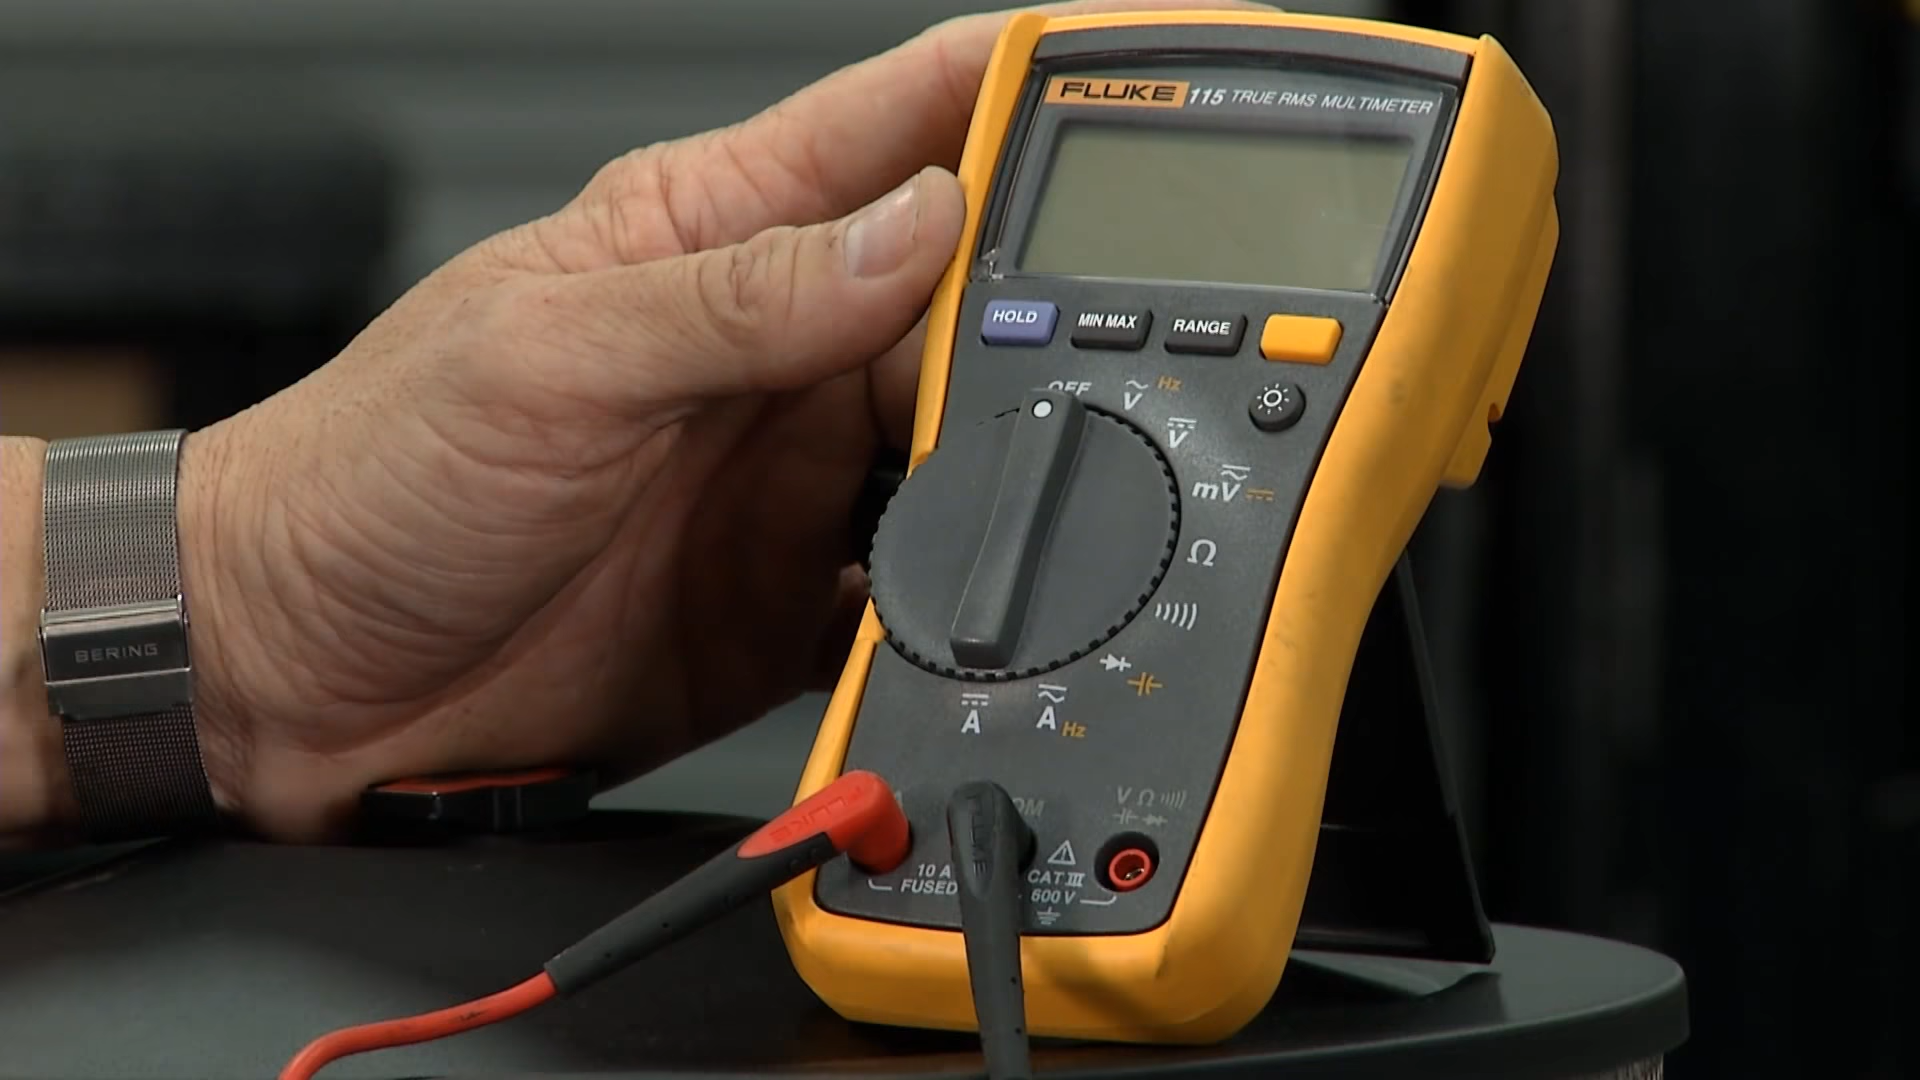 FLUKE 115 TRUE RMS MULTIMETER
HOLD MIN MAX RANGE
OFF V Hz
V
mV
Ω
A A Hz
V Ω
10 A
FUSED
CAT III
600 V
FLUKE
BERING